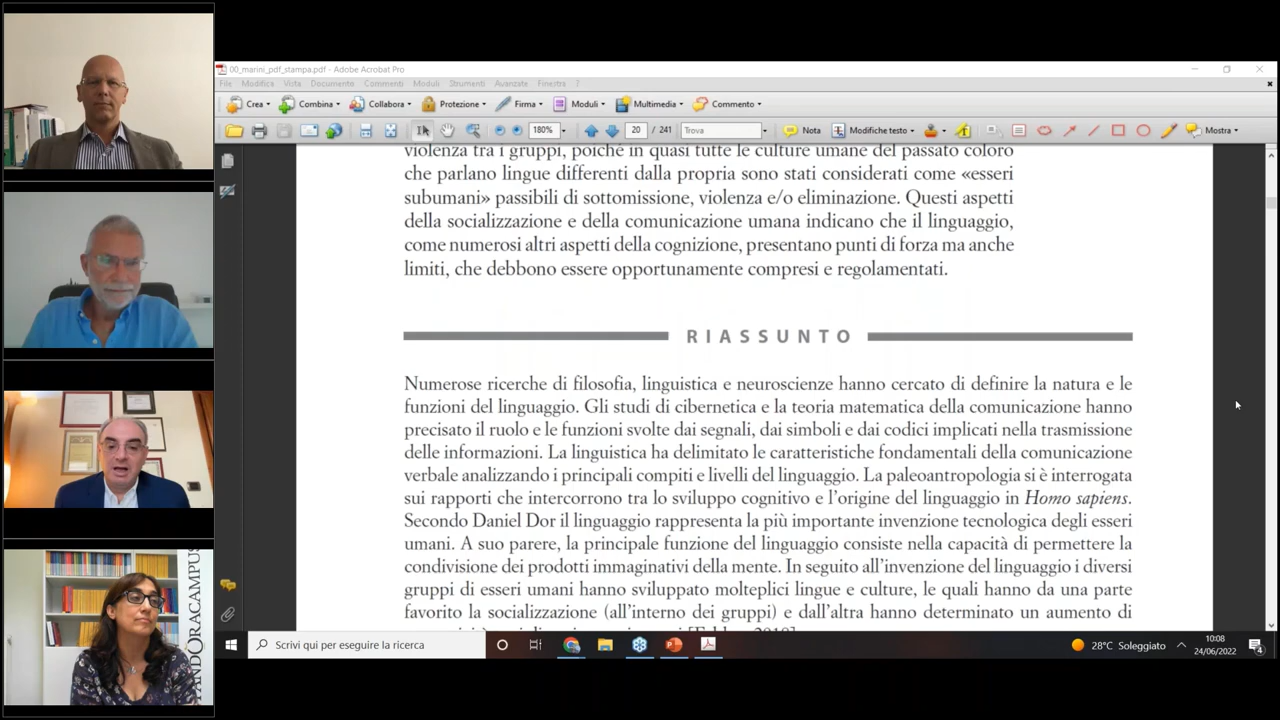 00_marini_pdf_stampa.pdf - Adobe Acrobat Pro
File Modifica Vista Documento Commenti Moduli Strumenti Avanzate Finestra ?
Crea Combina Collabora Protezione Firma Moduli Multimedia Commento
180% 20 / 241 Trova Nota Modifiche testo Mostra
violenza tra i gruppi, poiché in quasi tutte le culture umane del passato coloro
che parlano lingue differenti dalla propria sono stati considerati come «esseri
subumani» passibili di sottomissione, violenza e/o eliminazione. Questi aspetti
della socializzazione e della comunicazione umana indicano che il linguaggio,
come numerosi altri aspetti della cognizione, presentano punti di forza ma anche
limiti, che debbono essere opportunamente compresi e regolamentati.
RIASSUNTO
Numerose ricerche di filosofia, linguistica e neuroscienze hanno cercato di definire la natura e le
funzioni del linguaggio. Gli studi di cibernetica e la teoria matematica della comunicazione hanno
precisato il ruolo e le funzioni svolte dai segnali, dai simboli e dai codici implicati nella trasmissione
delle informazioni. La linguistica ha delimitato le caratteristiche fondamentali della comunicazione
verbale analizzando i principali compiti e livelli del linguaggio. La paleoantropologia si è interrogata
sui rapporti che intercorrono tra lo sviluppo cognitivo e l'origine del linguaggio in Homo sapiens.
Secondo Daniel Dor il linguaggio rappresenta la più importante invenzione tecnologica degli esseri
umani. A suo parere, la principale funzione del linguaggio consiste nella capacità di permettere la
condivisione dei prodotti immaginativi della mente. In seguito all'invenzione del linguaggio i diversi
gruppi di esseri umani hanno sviluppato molteplici lingue e culture, le quali hanno da una parte
favorito la socializzazione (all'interno dei gruppi) e dall'altra hanno determinato un aumento di
PANDORACAMPUS
Scrivi qui per eseguire la ricerca
28°C Soleggiato
10:08
24/06/2022
4